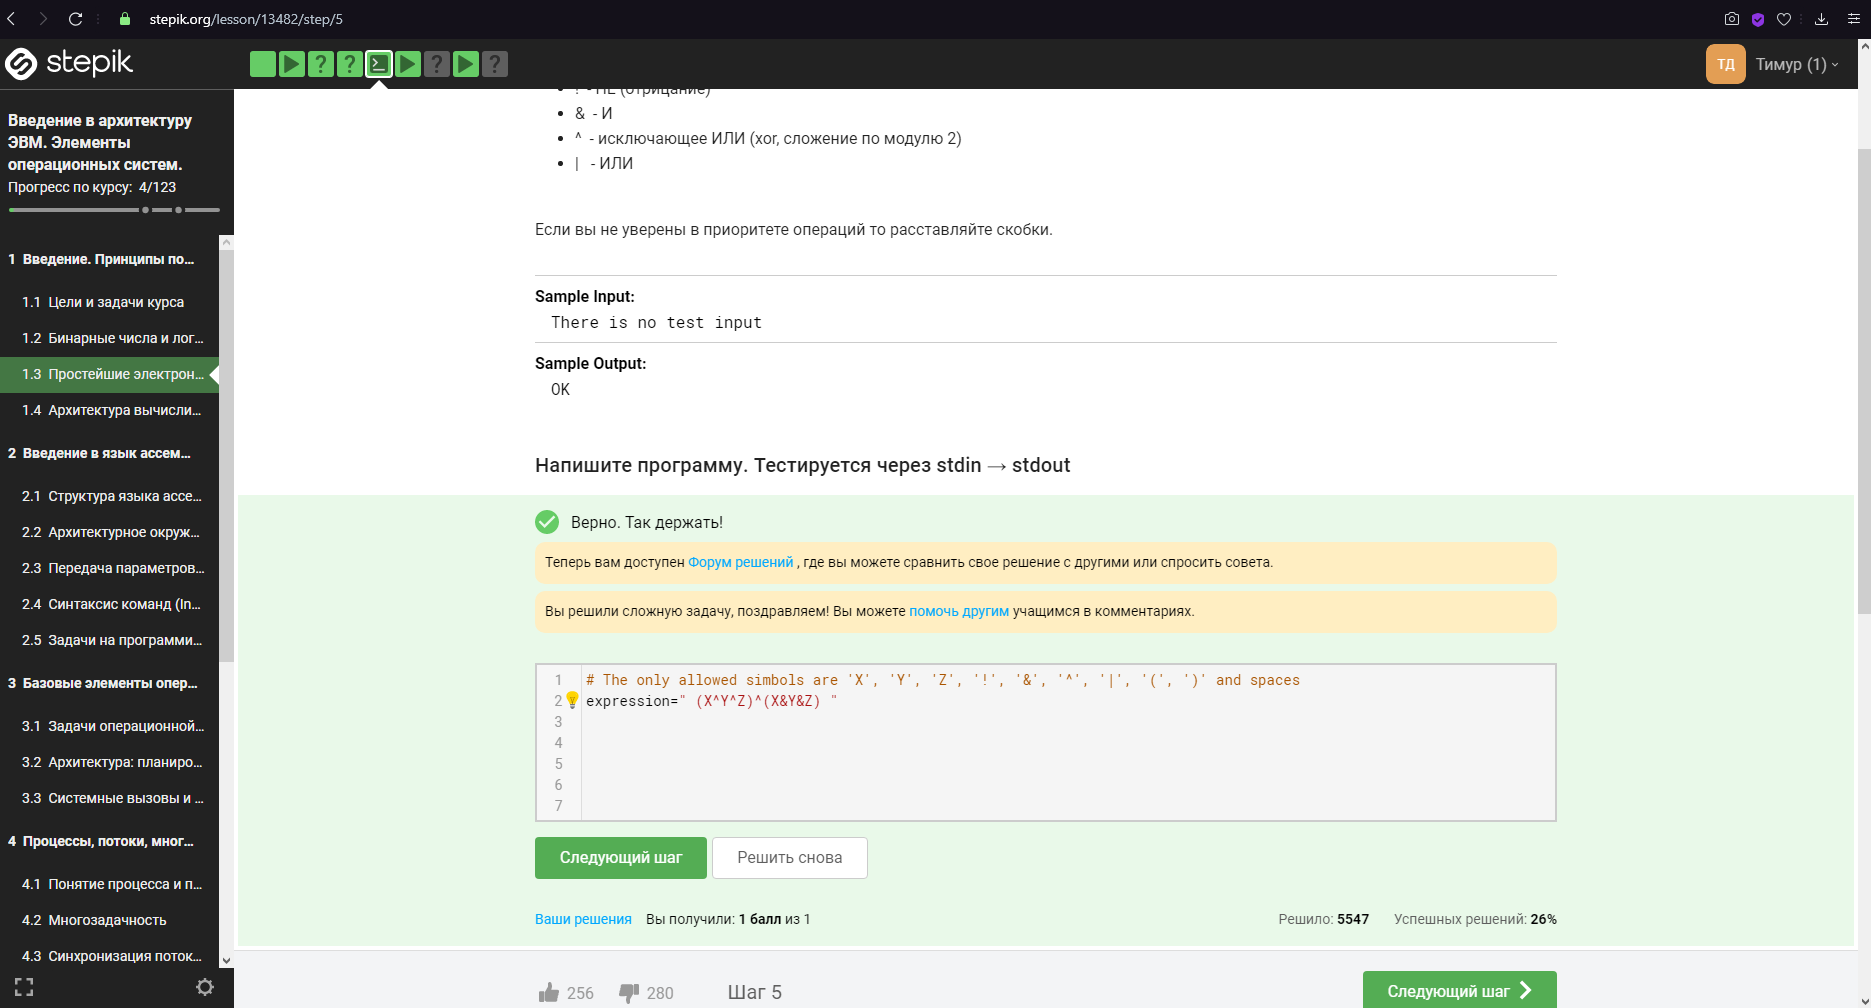 stepik.org/lesson/13482/step/5
stepik
ТД
Тимур (1)
Введение в архитектуру
ЭВМ. Элементы
операционных систем.
Прогресс по курсу: 4/123
1 Введение. Принципы по...
1.1 Цели и задачи курса
1.2 Бинарные числа и лог...
1.3 Простейшие электрон...
1.4 Архитектура вычисли...
2 Введение в язык ассем...
2.1 Структура языка ассе...
2.2 Архитектурное окруж...
2.3 Передача параметров...
2.4 Синтаксис команд (In...
2.5 Задачи на программи...
3 Базовые элементы опер...
3.1 Задачи операционной...
3.2 Архитектура: планиро...
3.3 Системные вызовы и ...
4 Процессы, потоки, мног...
4.1 Понятие процесса и п...
4.2 Многозадачность
4.3 Синхронизация поток...
! - НЕ (отрицание)
& - И
^ - исключающее ИЛИ (xor, сложение по модулю 2)
| - ИЛИ
Если вы не уверены в приоритете операций то расставляйте скобки.
Sample Input:
There is no test input
Sample Output:
OK
Напишите программу. Тестируется через stdin → stdout
Верно. Так держать!
Теперь вам доступен Форум решений , где вы можете сравнить свое решение с другими или спросить совета.
Вы решили сложную задачу, поздравляем! Вы можете помочь другим учащимся в комментариях.
1 # The only allowed simbols are 'X', 'Y', 'Z', '!', '&', '^', '|', '(', ')' and spaces
2 expression=" (X^Y^Z)^(X&Y&Z) "
3
4
5
6
7
Следующий шаг Решить снова
Ваши решения Вы получили: 1 балл из 1 Решило: 5547 Успешных решений: 26%
256 280 Шаг 5 Следующий шаг